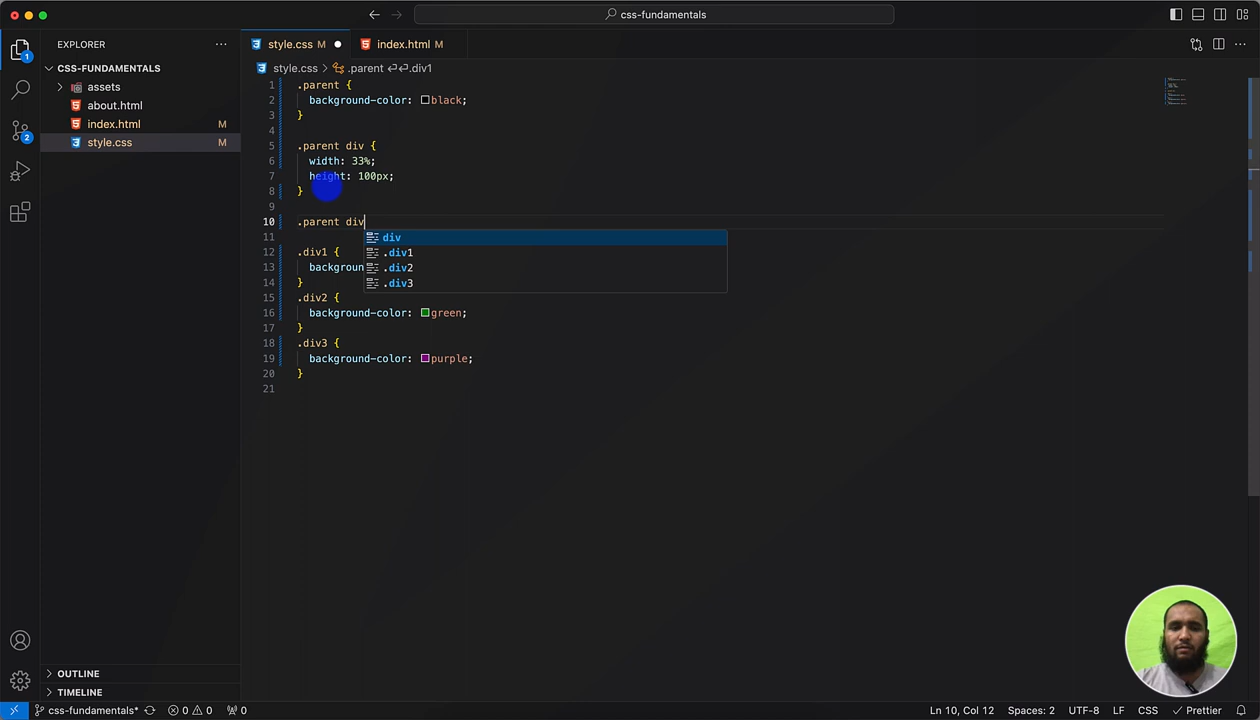 css-fundamentals
EXPLORER
style.css M
index.html M
CSS-FUNDAMENTALS
style.css
.parent
.div1
assets
about.html
index.html M
style.css M
1 .parent {
2 background-color: black;
3 }
4
5 .parent div {
6 width: 33%;
7 height: 100px;
8 }
9
10 .parent div
11
div
12 .div1 {
.div1
13 backgroun
.div2
14 }
.div3
15 .div2 {
16 background-color: green;
17 }
18 .div3 {
19 background-color: purple;
20 }
21
1
2
OUTLINE
TIMELINE
css-fundamentals* 0 0 0
Ln 10, Col 12 Spaces: 2 UTF-8 LF CSS Prettier